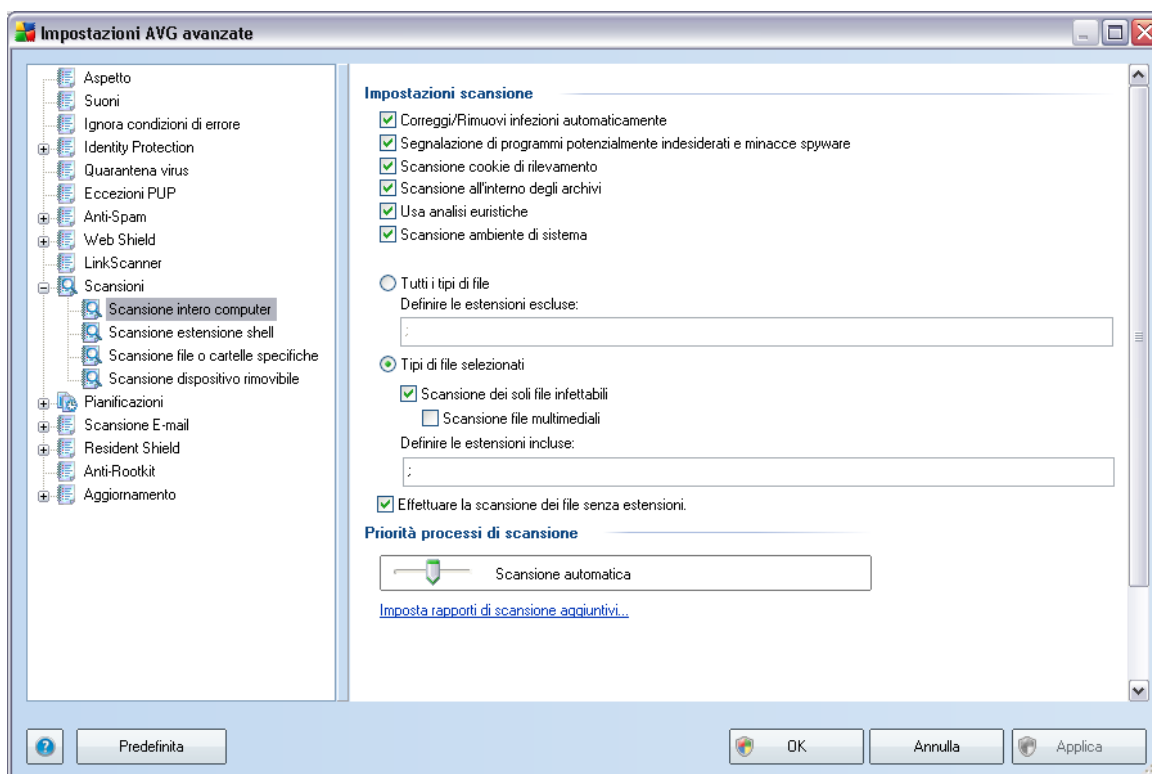 Impostazioni AVG avanzate
Aspetto
Suoni
Ignora condizioni di errore
Identity Protection
Quarantena virus
Eccezioni PUP
Anti-Spam
Web Shield
LinkScanner
Scansioni
Scansione intero computer
Scansione estensione shell
Scansione file o cartelle specifiche
Scansione dispositivo rimovibile
Pianificazioni
Scansione E-mail
Resident Shield
Anti-Rootkit
Aggiornamento
Impostazioni scansione
Correggi/Rimuovi infezioni automaticamente
Segnalazione di programmi potenzialmente indesiderati e minacce spyware
Scansione cookie di rilevamento
Scansione all'interno degli archivi
Usa analisi euristiche
Scansione ambiente di sistema
Tutti i tipi di file
Definire le estensioni escluse:
;
Tipi di file selezionati
Scansione dei soli file infettabili
Scansione file multimediali
Definire le estensioni incluse:
;
Effettuare la scansione dei file senza estensioni.
Priorità processi di scansione
Scansione automatica
Imposta rapporti di scansione aggiuntivi...
Predefinita
OK
Annulla
Applica